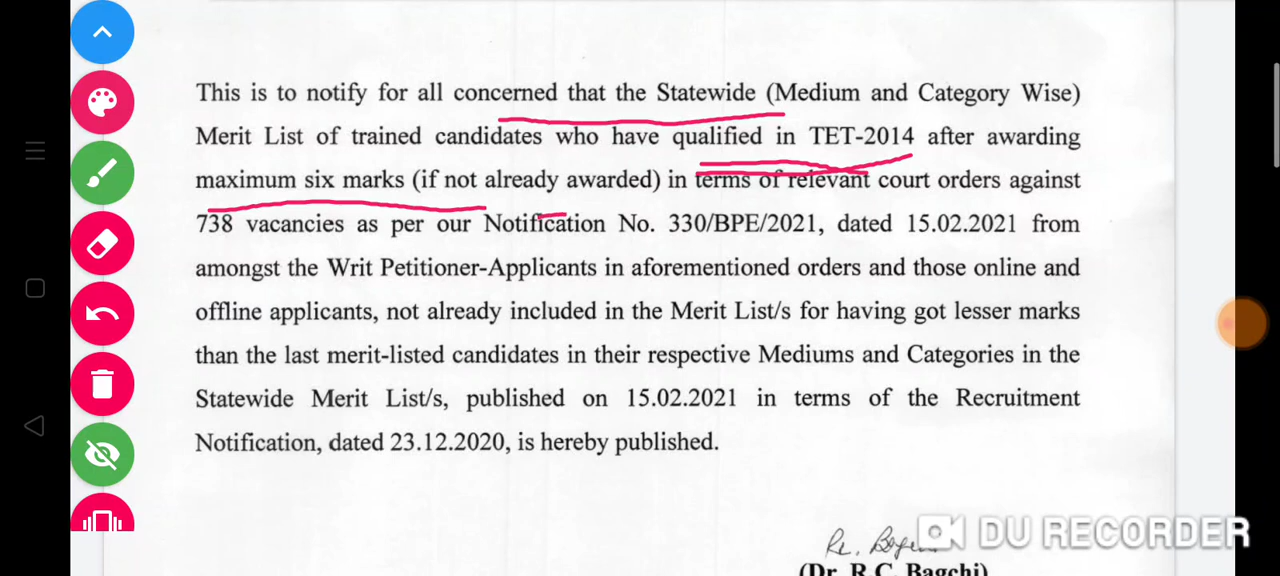 This is to notify for all concerned that the Statewide (Medium and Category Wise)
Merit List of trained candidates who have qualified in TET-2014 after awarding
maximum six marks (if not already awarded) in terms of relevant court orders against
738 vacancies as per our Notification No. 330/BPE/2021, dated 15.02.2021 from
amongst the Writ Petitioner-Applicants in aforementioned orders and those online and
offline applicants, not already included in the Merit List/s for having got lesser marks
than the last merit-listed candidates in their respective Mediums and Categories in the
Statewide Merit List/s, published on 15.02.2021 in terms of the Recruitment
Notification, dated 23.12.2020, is hereby published.
DU RECORDER
(Dr. R.C. Bagchi)